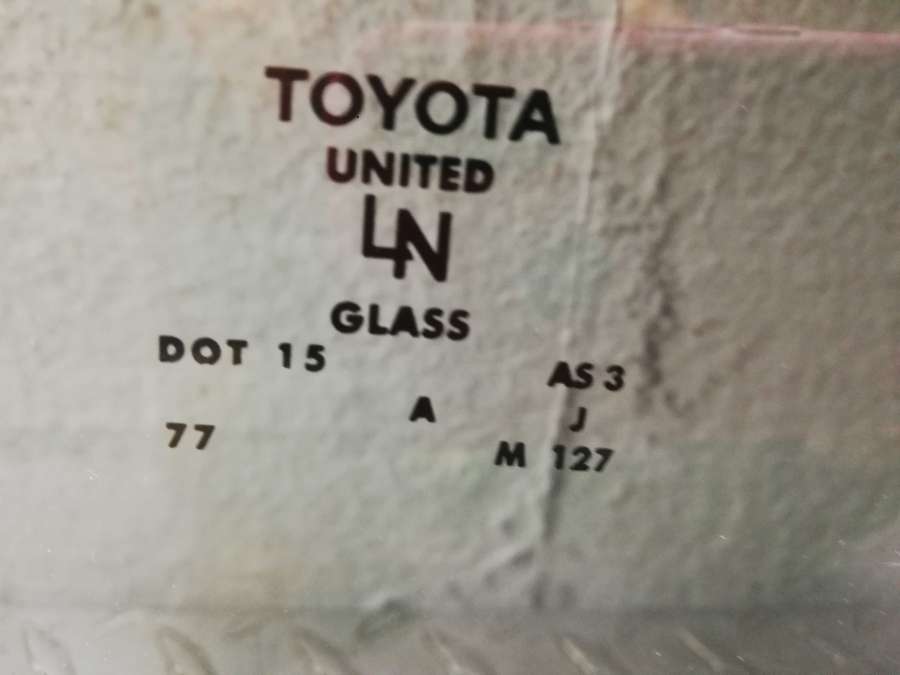 TOYOTA
UNITED
LN
GLASS
DOT 15 AS 3
A J
77 M 127